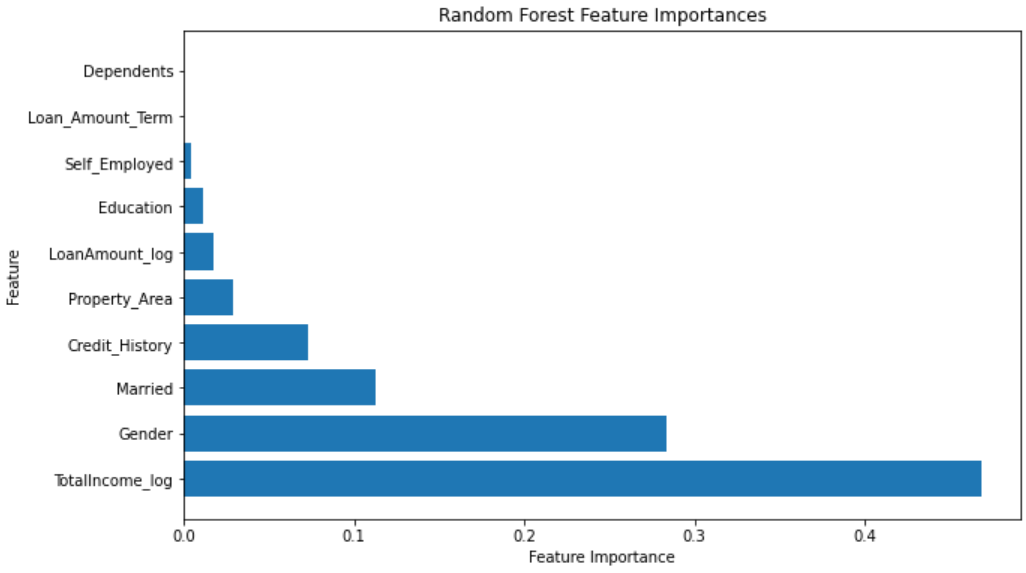 Random Forest Feature Importances
Dependents
Loan_Amount_Term
Self_Employed
Education
LoanAmount_log
Property_Area
Credit_History
Married
Gender
TotalIncome_log
Feature
0.0 0.1 0.2 0.3 0.4
Feature Importance